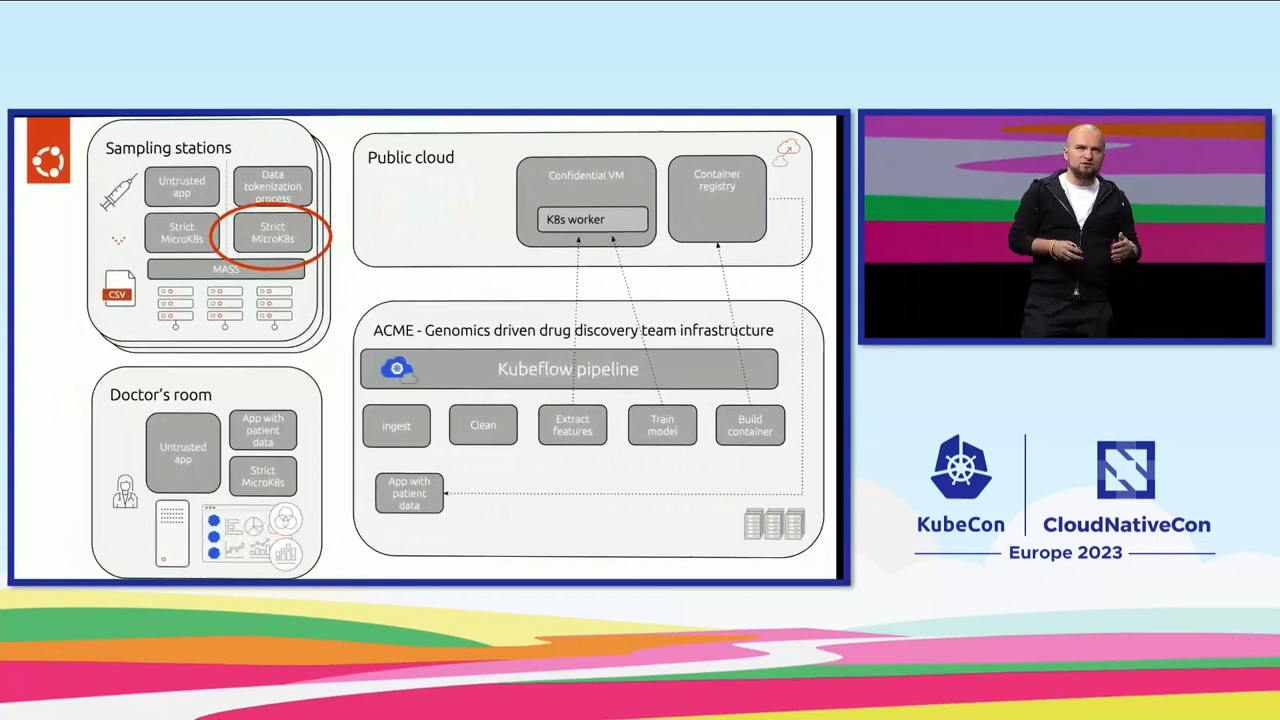 Sampling stations
Untrusted
app
Data
tokenization
process
Strict
MicroK8s
Strict
MicroK8s
MASS
CSV
Public cloud
Confidential VM
K8s worker
Container
registry
ACME - Genomics driven drug discovery team infrastructure
Kubeflow pipeline
ingest
Clean
Extract
features
Train
model
Build
container
App with
patient
data
Doctor's room
Untrusted
app
App with
patient
data
Strict
MicroK8s
KubeCon
CloudNativeCon
Europe 2023